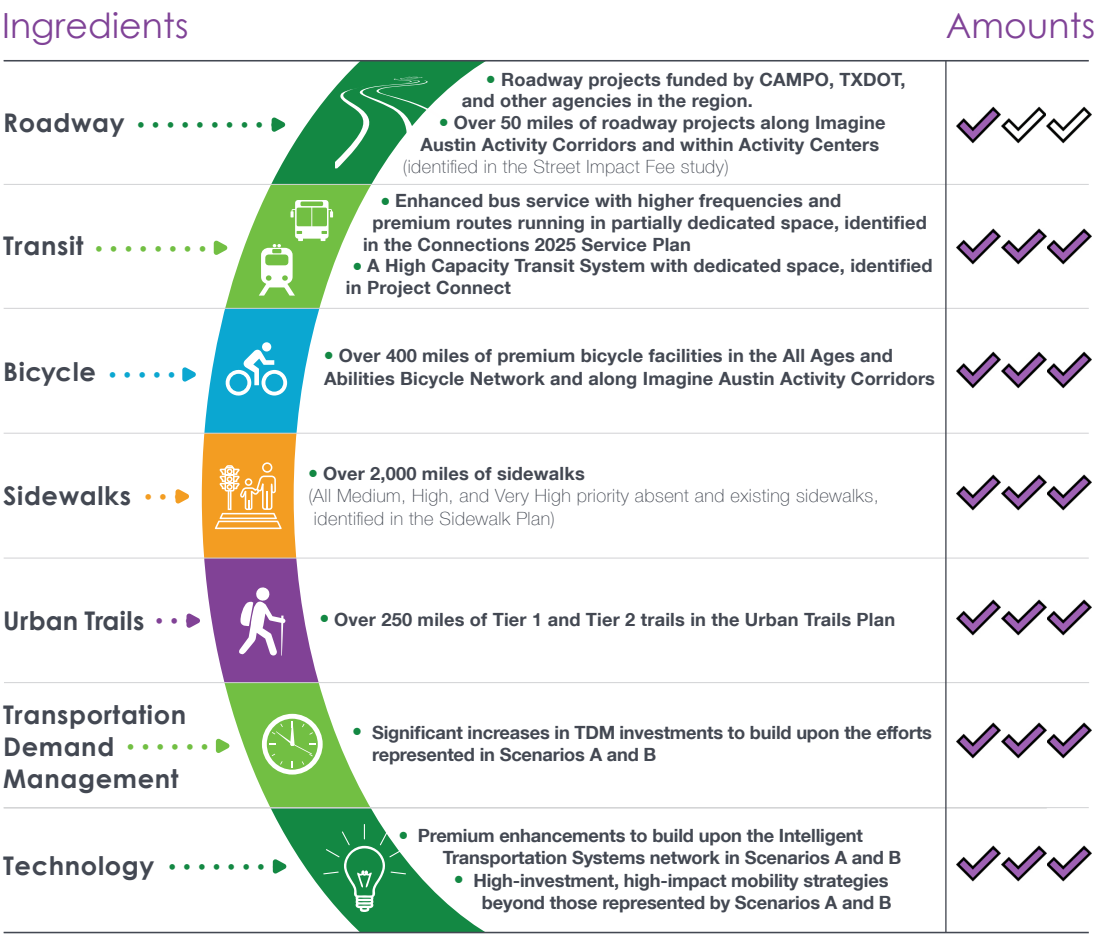 Ingredients
Amounts
Roadway
• Roadway projects funded by CAMPO, TXDOT,
and other agencies in the region.
• Over 50 miles of roadway projects along Imagine
Austin Activity Corridors and within Activity Centers
(identified in the Street Impact Fee study)
Transit
• Enhanced bus service with higher frequencies and
premium routes running in partially dedicated space, identified
in the Connections 2025 Service Plan
• A High Capacity Transit System with dedicated space, identified
in Project Connect
Bicycle
• Over 400 miles of premium bicycle facilities in the All Ages and
Abilities Bicycle Network and along Imagine Austin Activity Corridors
Sidewalks
• Over 2,000 miles of sidewalks
(All Medium, High, and Very High priority absent and existing sidewalks,
identified in the Sidewalk Plan)
Urban Trails
• Over 250 miles of Tier 1 and Tier 2 trails in the Urban Trails Plan
Transportation
Demand
Management
• Significant increases in TDM investments to build upon the efforts
represented in Scenarios A and B
Technology
• Premium enhancements to build upon the Intelligent
Transportation Systems network in Scenarios A and B
• High-investment, high-impact mobility strategies
beyond those represented by Scenarios A and B